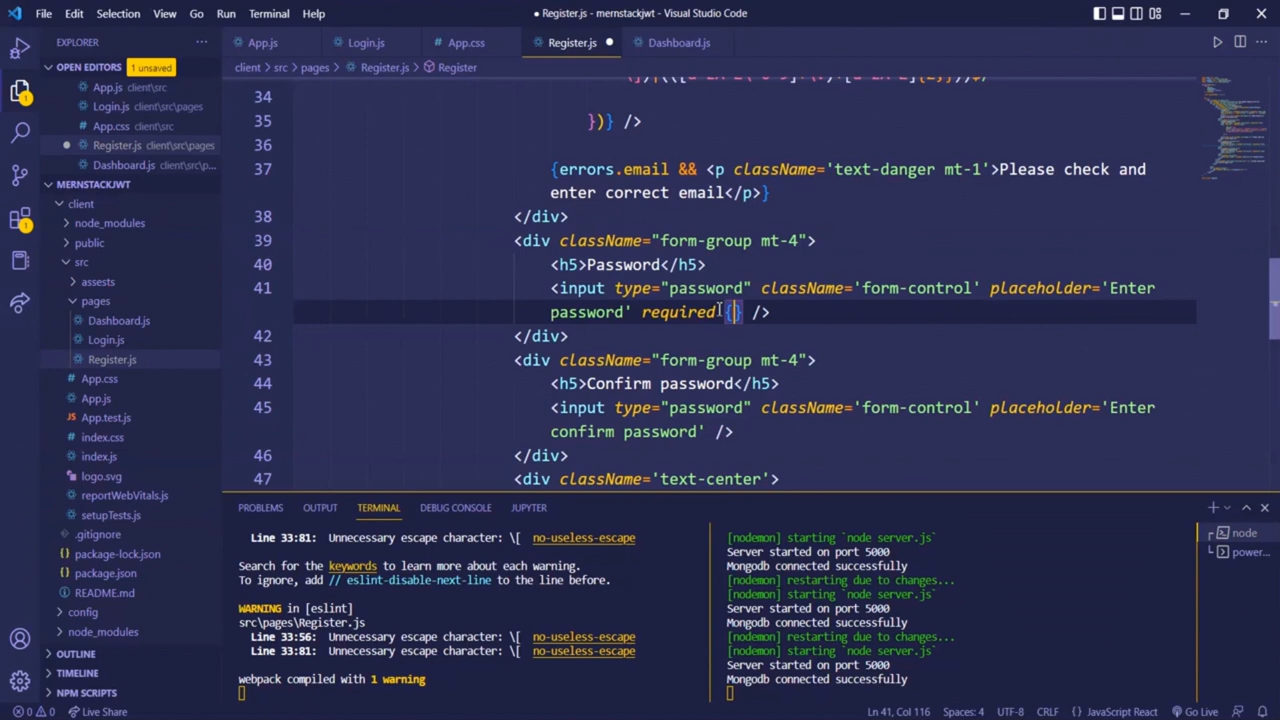 File Edit Selection View Go Run Terminal Help
● Register.js - mernstackjwt - Visual Studio Code
EXPLORER
App.js
Login.js
App.css
Register.js
Dashboard.js
OPEN EDITORS 1 unsaved
client > src > pages > Register.js > Register
App.js client\src
Login.js client\src\pages
App.css client\src
Register.js client\src\pages
Dashboard.js client\src\p...
MERNSTACKJWT
client
node_modules
public
src
assests
pages
Dashboard.js
Login.js
Register.js
App.css
App.js
App.test.js
index.css
index.js
logo.svg
reportWebVitals.js
setupTests.js
.gitignore
package-lock.json
package.json
README.md
config
node_modules
OUTLINE
TIMELINE
NPM SCRIPTS
34
35 })} />
36
37 {errors.email && <p className='text-danger mt-1'>Please check and
enter correct email</p>}
38 </div>
39 <div className="form-group mt-4">
40 <h5>Password</h5>
41 <input type="password" className='form-control' placeholder='Enter
password' required {} />
42 </div>
43 <div className="form-group mt-4">
44 <h5>Confirm password</h5>
45 <input type="password" className='form-control' placeholder='Enter
confirm password' />
46 </div>
47 <div className='text-center'>
PROBLEMS OUTPUT TERMINAL DEBUG CONSOLE JUPYTER
Line 33:81: Unnecessary escape character: \[ no-useless-escape
Search for the keywords to learn more about each warning.
To ignore, add // eslint-disable-next-line to the line before.
WARNING in [eslint]
src\pages\Register.js
Line 33:56: Unnecessary escape character: \[ no-useless-escape
Line 33:81: Unnecessary escape character: \[ no-useless-escape
webpack compiled with 1 warning
[nodemon] starting `node server.js`
Server started on port 5000
Mongodb connected successfully
[nodemon] restarting due to changes...
[nodemon] starting `node server.js`
Server started on port 5000
Mongodb connected successfully
[nodemon] restarting due to changes...
[nodemon] starting `node server.js`
Server started on port 5000
Mongodb connected successfully
node
power...
0 0 Live Share
Ln 41, Col 116 Spaces: 4 UTF-8 CRLF {} JavaScript React Go Live